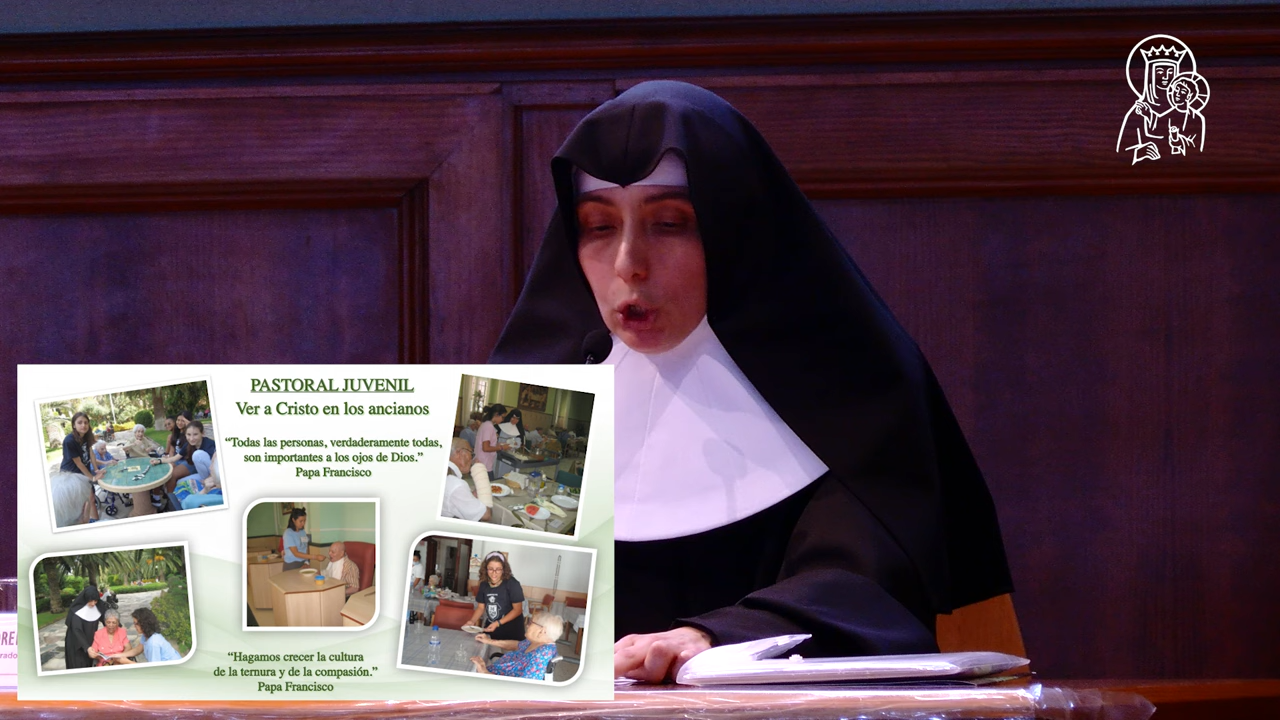 PASTORAL JUVENIL
Ver a Cristo en los ancianos
“Todas las personas, verdaderamente todas,
son importantes a los ojos de Dios.”
Papa Francisco
“Hagamos crecer la cultura
de la ternura y de la compasión.”
Papa Francisco